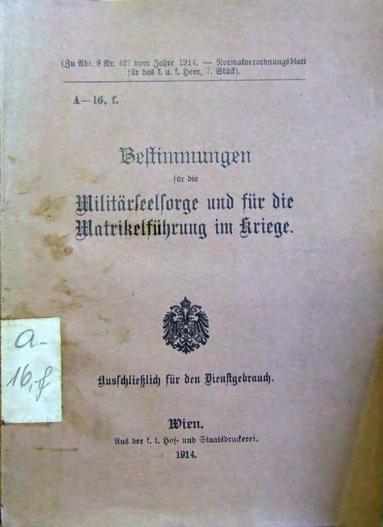 (Zu Abt. 9 Nr. 427 vom Jahre 1914. — Normalverordnungsblatt
für das k. u. k. Heer, 7. Stück).
A—16, f.
Bestimmungen
für die
Militärseelsorge und für die
Matrikelführung im Kriege.
a-
16,f
Ausschließlich für den Dienstgebrauch.
Wien.
Aus der k. k. Hof- und Staatsdruckerei.
1914.